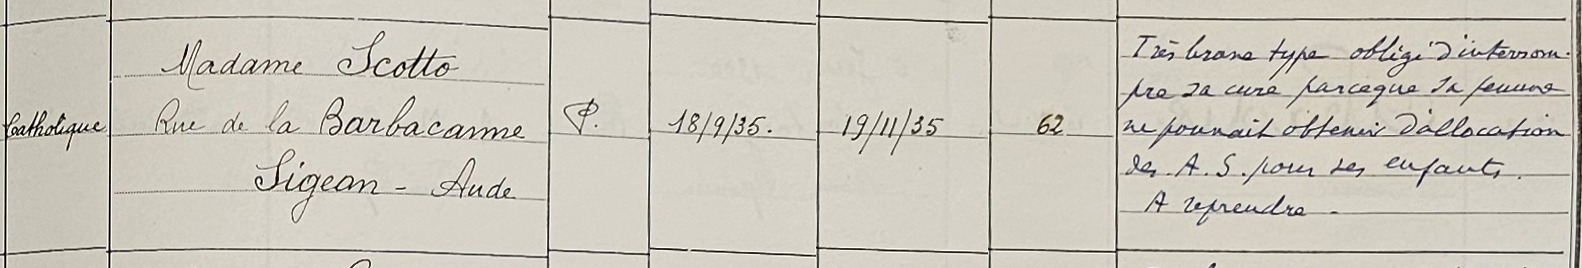 Catholique
Madame Scotto
Rue de la Barbacanne
Sigean - Aude
P.
18/9/35.
19/11/35
62
Très brave type obligé d'interrom-
pre sa cure parceque sa femme
ne pouvait obtenir d'allocation
des A. S. pour ses enfants.
A reprendre -